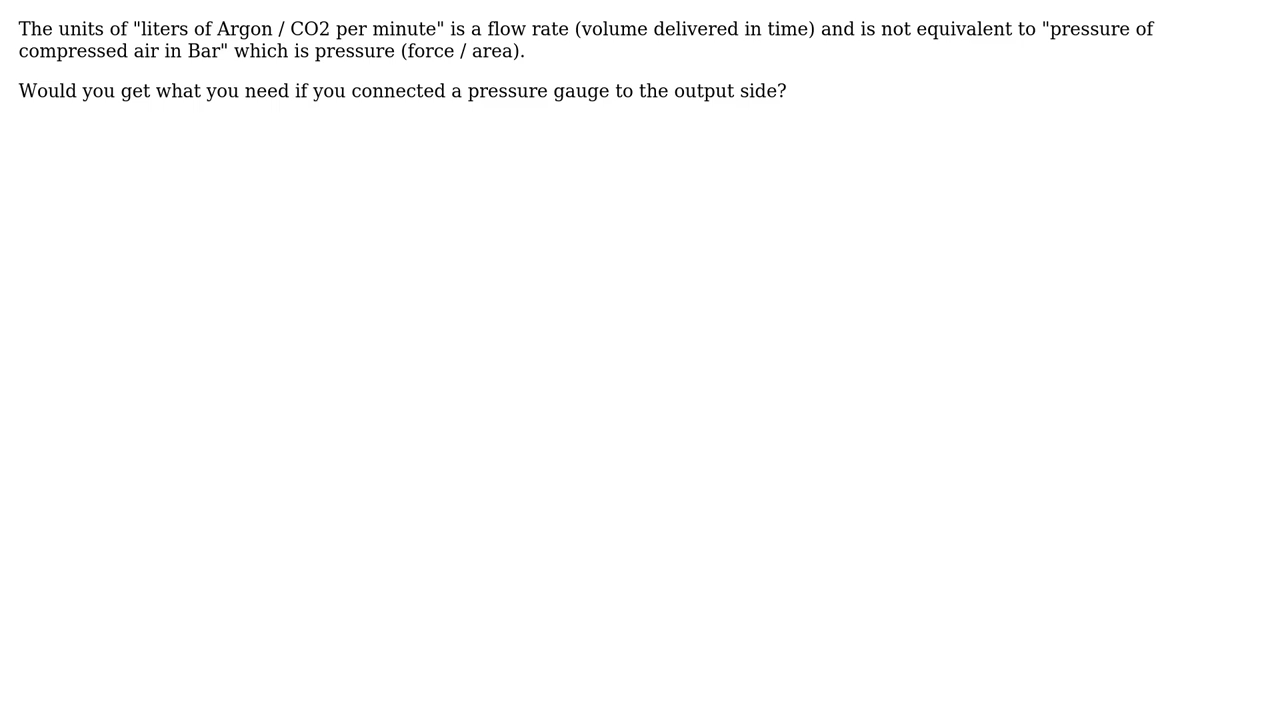 The units of "liters of Argon / CO2 per minute" is a flow rate (volume delivered in time) and is not equivalent to "pressure of
compressed air in Bar" which is pressure (force / area).
Would you get what you need if you connected a pressure gauge to the output side?